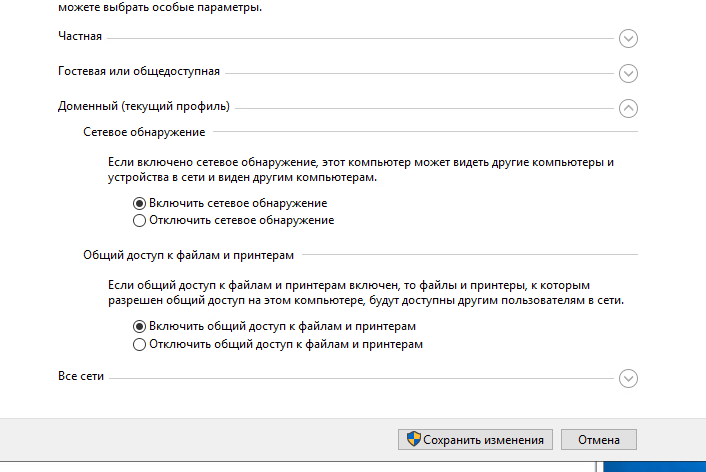 можете выбрать особые параметры.
Частная
Гостевая или общедоступная
Доменный (текущий профиль)
Сетевое обнаружение
Если включено сетевое обнаружение, этот компьютер может видеть другие компьютеры и
устройства в сети и виден другим компьютерам.
Включить сетевое обнаружение
Отключить сетевое обнаружение
Общий доступ к файлам и принтерам
Если общий доступ к файлам и принтерам включен, то файлы и принтеры, к которым
разрешен общий доступ на этом компьютере, будут доступны другим пользователям в сети.
Включить общий доступ к файлам и принтерам
Отключить общий доступ к файлам и принтерам
Все сети
Сохранить изменения
Отмена